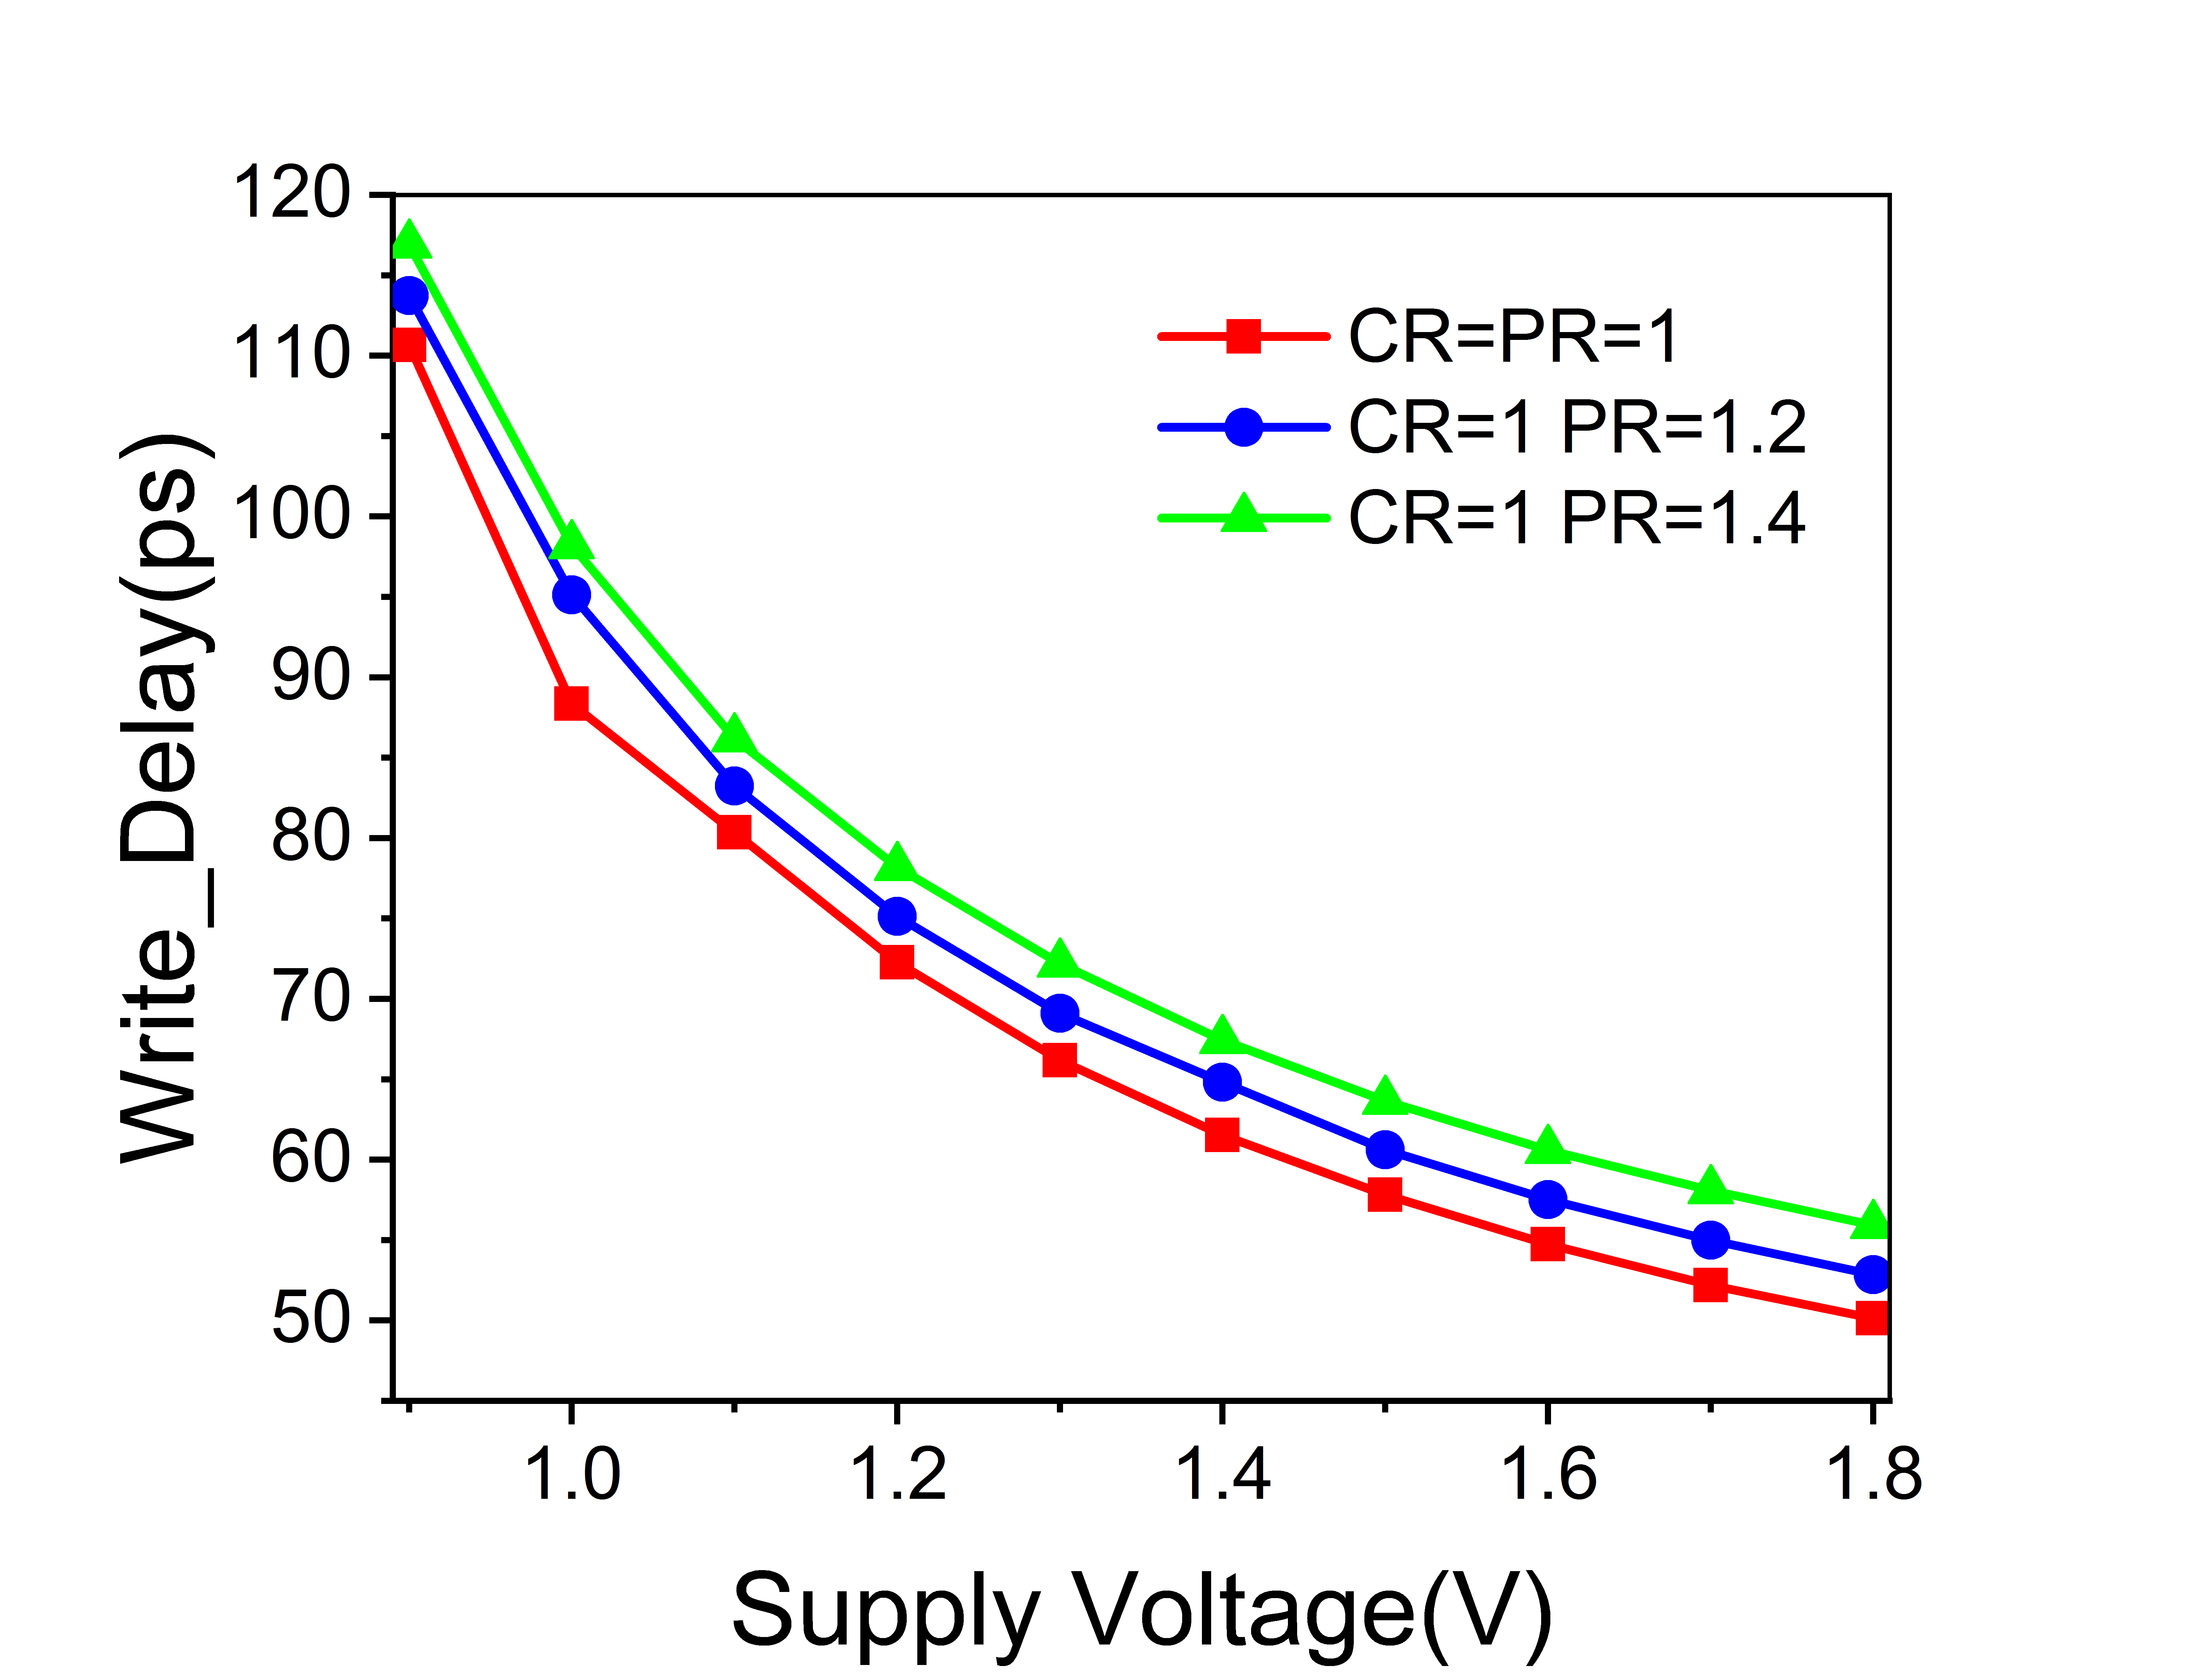 120
110
100
90
80
70
60
50
Write_Delay(ps)
CR=PR=1
CR=1 PR=1.2
CR=1 PR=1.4
1.0 1.2 1.4 1.6 1.8
Supply Voltage(V)